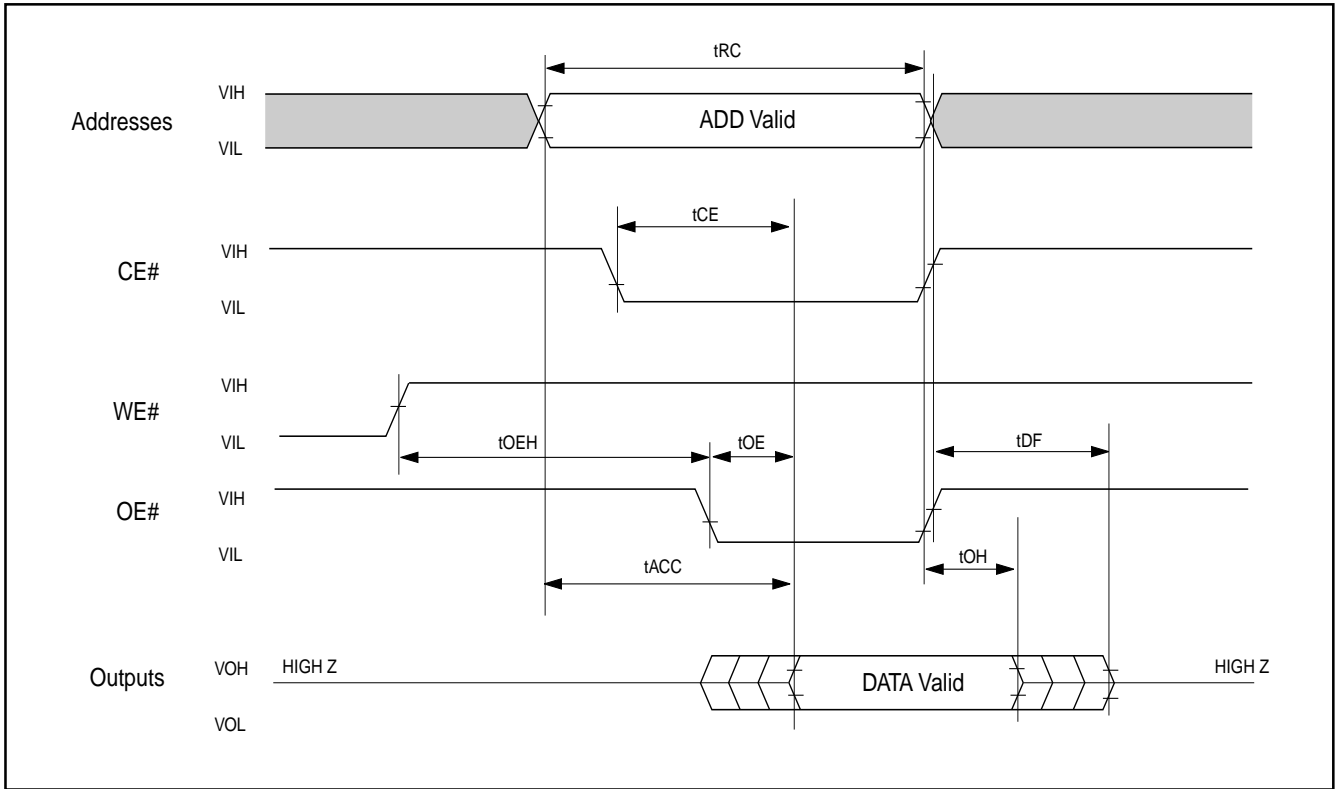 tRC
VIH
Addresses
ADD Valid
VIL
tCE
VIH
CE#
VIL
VIH
WE#
VIL
tOEH
tOE
tDF
VIH
OE#
VIL
tACC
tOH
VOH
HIGH Z
Outputs
DATA Valid
HIGH Z
VOL